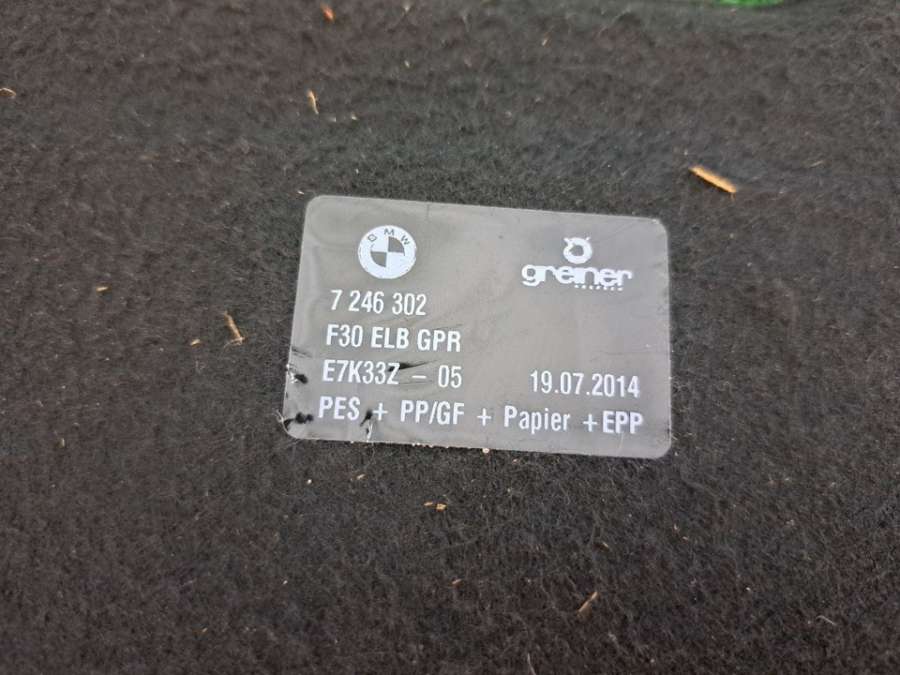 BMW
greiner
7 246 302
F30 ELB GPR
E7K33Z - 05 19.07.2014
PES + PP/GF + Papier + EPP